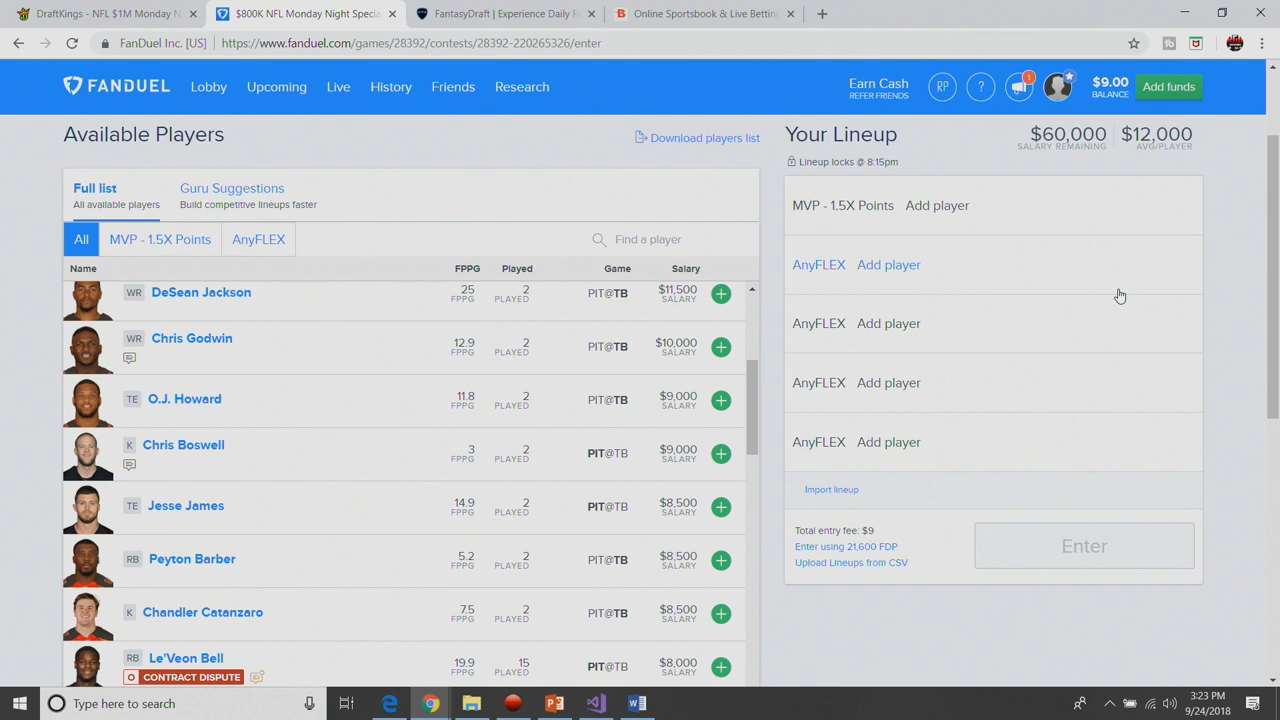 DraftKings - NFL $1M Monday N
$800K NFL Monday Night Specia
FantasyDraft | Experience Daily F
Online Sportsbook & Live Bettin
FanDuel Inc. [US] https://www.fanduel.com/games/28392/contests/28392-220265326/enter
FANDUEL Lobby Upcoming Live History Friends Research
Earn Cash
REFER FRIENDS
RP ? 1
$9.00
BALANCE
Add funds
Available Players
Download players list
Full list
All available players
Guru Suggestions
Build competitive lineups faster
All MVP - 1.5X Points AnyFLEX Find a player
Name FPPG Played Game Salary
WR DeSean Jackson 25 FPPG 2 PLAYED PIT@TB $11,500 SALARY
WR Chris Godwin 12.9 FPPG 2 PLAYED PIT@TB $10,000 SALARY
TE O.J. Howard 11.8 FPPG 2 PLAYED PIT@TB $9,000 SALARY
K Chris Boswell 3 FPPG 2 PLAYED PIT@TB $9,000 SALARY
TE Jesse James 14.9 FPPG 2 PLAYED PIT@TB $8,500 SALARY
RB Peyton Barber 5.2 FPPG 2 PLAYED PIT@TB $8,500 SALARY
K Chandler Catanzaro 7.5 FPPG 2 PLAYED PIT@TB $8,500 SALARY
RB Le'Veon Bell 19.9 FPPG 15 PLAYED PIT@TB $8,000 SALARY
O CONTRACT DISPUTE
Your Lineup
$60,000
SALARY REMAINING
$12,000
AVG/PLAYER
Lineup locks @ 8:15pm
MVP - 1.5X Points Add player
AnyFLEX Add player
AnyFLEX Add player
AnyFLEX Add player
AnyFLEX Add player
Import lineup
Total entry fee: $9
Enter using 21,600 FDP
Upload Lineups from CSV
Enter
Type here to search
3:23 PM
9/24/2018